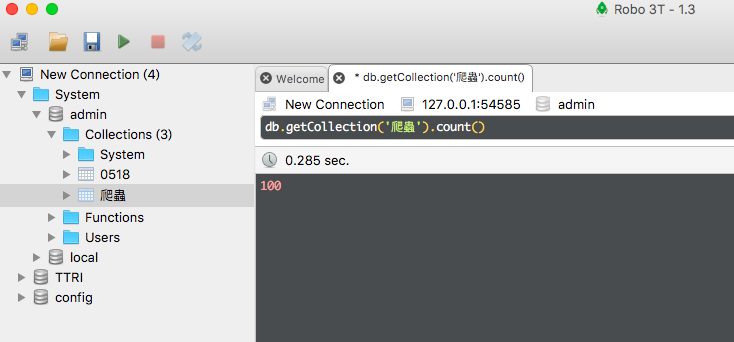 Robo 3T - 1.3
New Connection (4)
System
admin
Collections (3)
System
0518
爬蟲
Functions
Users
local
TTRI
config
Welcome
* db.getCollection('爬蟲').count()
New Connection 127.0.0.1:54585 admin
db.getCollection('爬蟲').count()
0.285 sec.
100